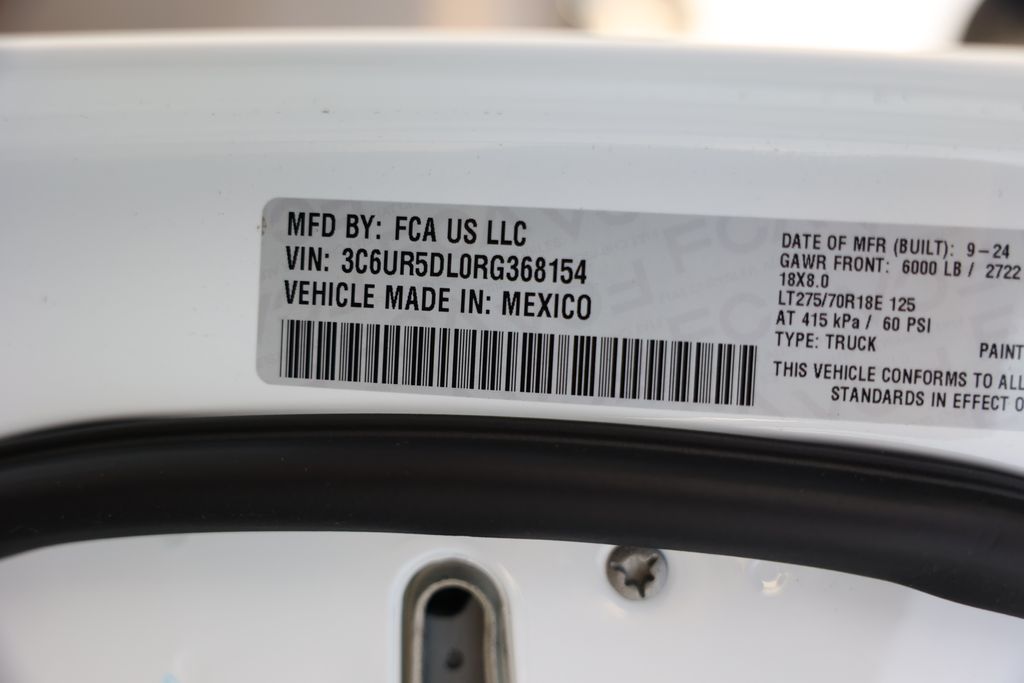 MFD BY: FCA US LLC
VIN: 3C6UR5DL0RG368154
VEHICLE MADE IN: MEXICO
DATE OF MFR (BUILT): 9-24
GAWR FRONT: 6000 LB / 2722
18X8.0
LT275/70R18E 125
AT 415 kPa / 60 PSI
TYPE: TRUCK PAINT
THIS VEHICLE CONFORMS TO ALL
STANDARDS IN EFFECT O